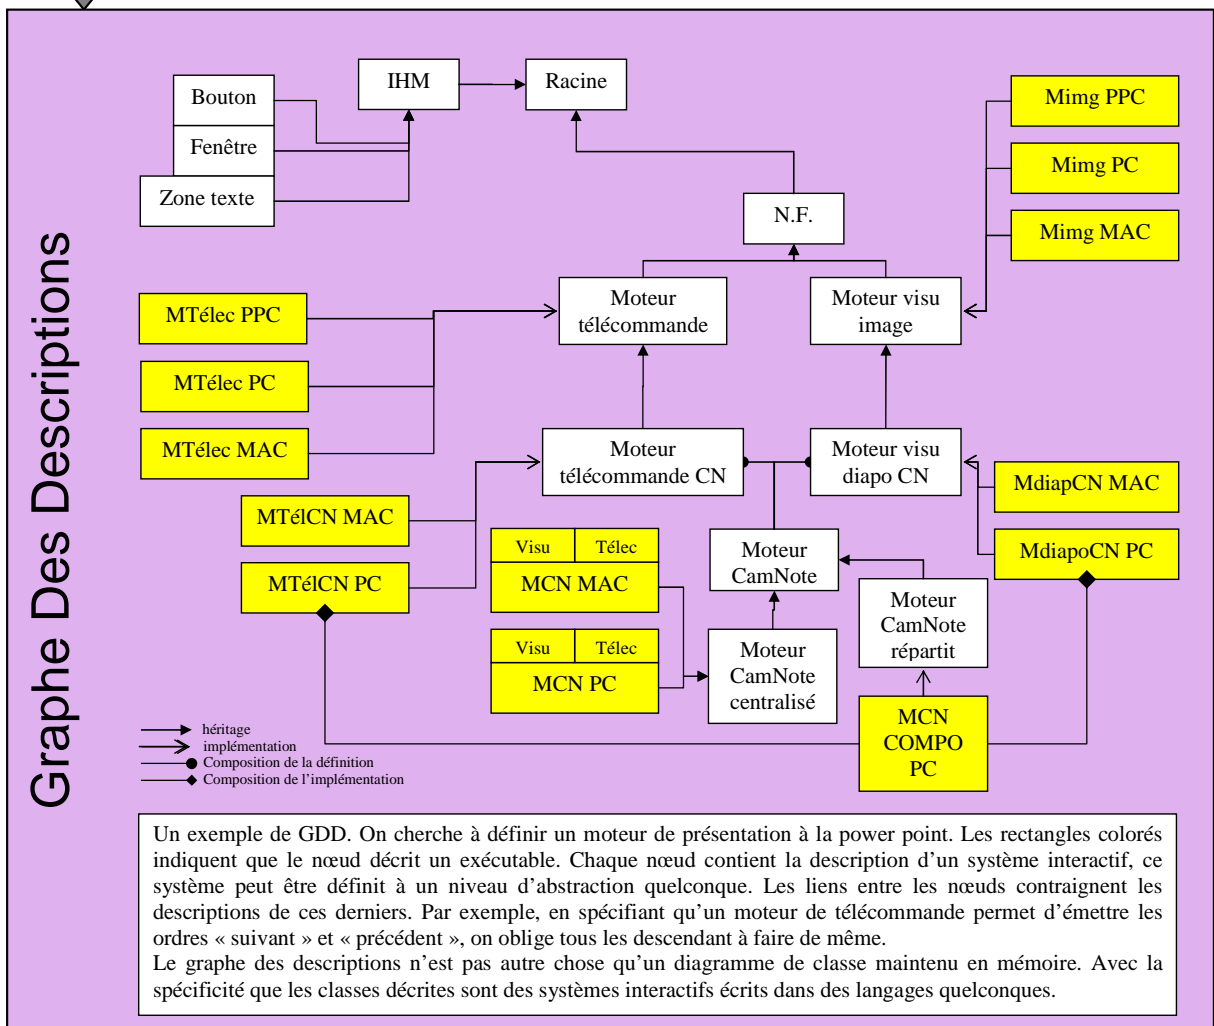 Graphe Des Descriptions
IHM
Racine
Bouton
Fenêtre
Zone texte
N.F.
Mimg PPC
Mimg PC
Mimg MAC
Moteur
télécommande
Moteur visu
image
MTélec PPC
MTélec PC
MTélec MAC
Moteur
télécommande CN
Moteur visu
diapo CN
MdiapCN MAC
MdiapoCN PC
MTélCN MAC
MTélCN PC
Visu
Télec
MCN MAC
Visu
Télec
MCN PC
Moteur
CamNote
Moteur
CamNote
répartit
Moteur
CamNote
centralisé
MCN
COMPO
PC
héritage
implémentation
Composition de la définition
Composition de l'implémentation
Un exemple de GDD. On cherche à définir un moteur de présentation à la power point. Les rectangles colorés
indiquent que le nœud décrit un exécutable. Chaque nœud contient la description d'un système interactif, ce
système peut être définit à un niveau d'abstraction quelconque. Les liens entre les nœuds contraignent les
descriptions de ces derniers. Par exemple, en spécifiant qu'un moteur de télécommande permet d'émettre les
ordres « suivant » et « précédent », on oblige tous les descendant à faire de même.
Le graphe des descriptions n'est pas autre chose qu'un diagramme de classe maintenu en mémoire. Avec la
spécificité que les classes décrites sont des systèmes interactifs écrits dans des langages quelconques.